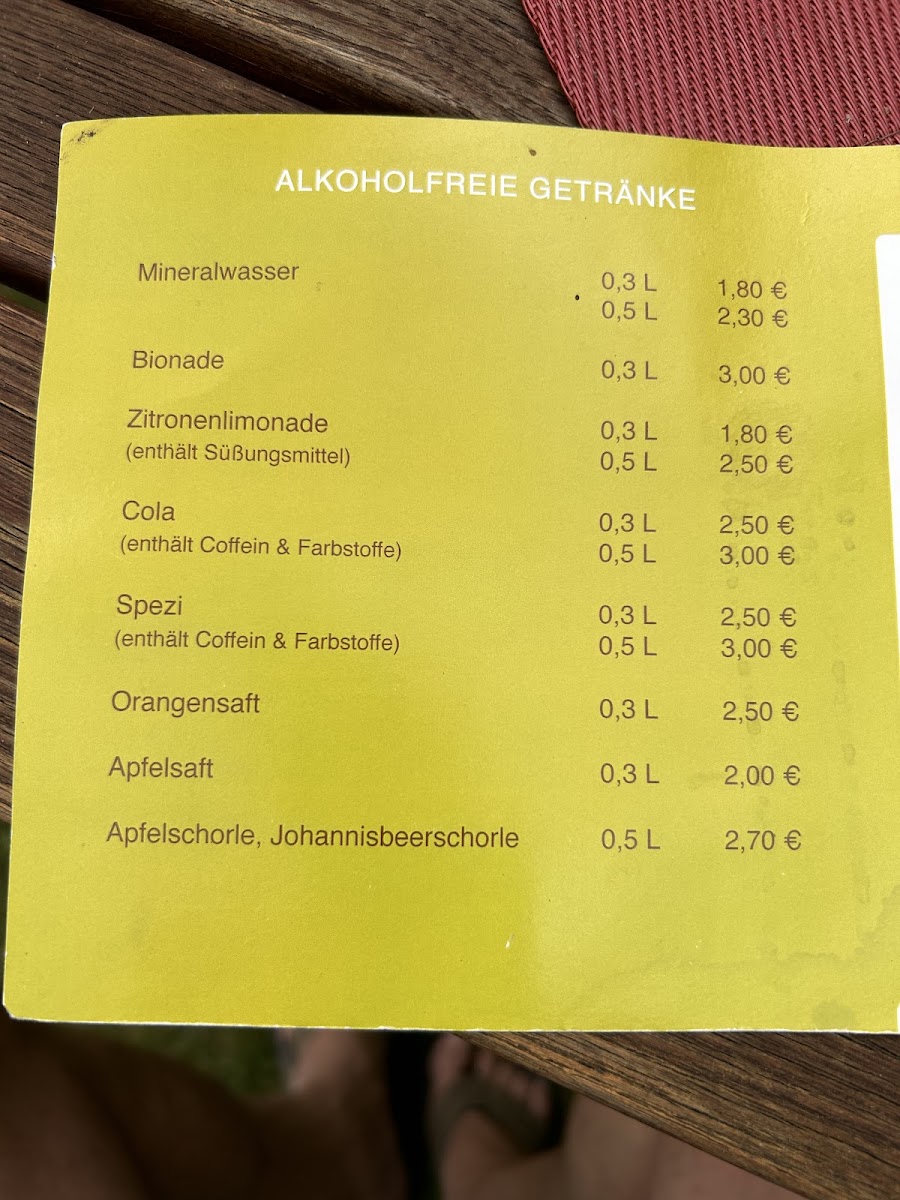 ALKOHOLFREIE GETRÄNKE
Mineralwasser 0,3 L 1,80 €
0,5 L 2,30 €
Bionade 0,3 L 3,00 €
Zitronenlimonade 0,3 L 1,80 €
(enthält Süßungsmittel) 0,5 L 2,50 €
Cola 0,3 L 2,50 €
(enthält Coffein & Farbstoffe) 0,5 L 3,00 €
Spezi 0,3 L 2,50 €
(enthält Coffein & Farbstoffe) 0,5 L 3,00 €
Orangensaft 0,3 L 2,50 €
Apfelsaft 0,3 L 2,00 €
Apfelschorle, Johannisbeerschorle 0,5 L 2,70 €